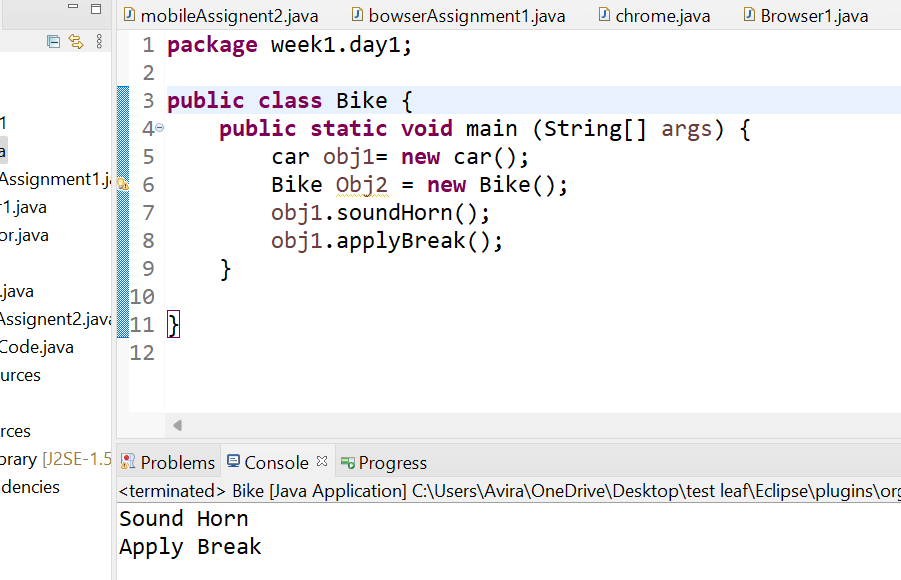 mobileAssignent2.java bowserAssignment1.java chrome.java Browser1.java
1 package week1.day1;
2
3 public class Bike {
4 public static void main (String[] args) {
5 car obj1= new car();
6 Bike Obj2 = new Bike();
7 obj1.soundHorn();
8 obj1.applyBreak();
9 }
10
11 }
12
1
a
Assignment1.j
r1.java
or.java
.java
Assignent2.java
Code.java
urces
rces
brary [J2SE-1.5
dencies
Problems Console Progress
<terminated> Bike [Java Application] C:\Users\Avira\OneDrive\Desktop\test leaf\Eclipse\plugins\org
Sound Horn
Apply Break